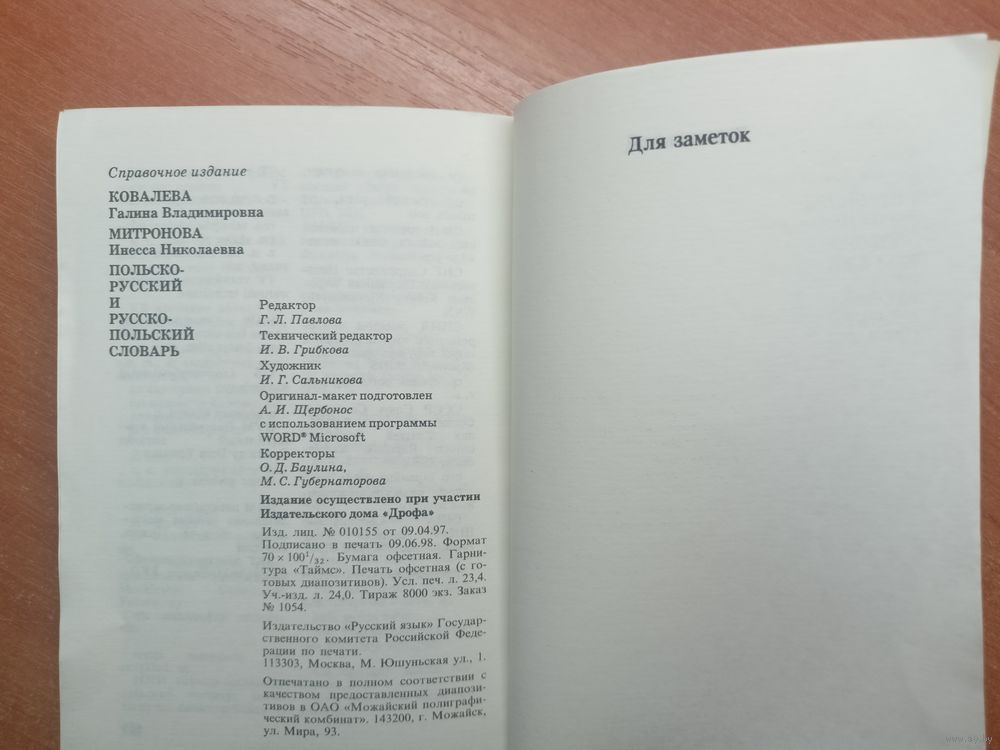 Справочное издание
КОВАЛЕВА
Галина Владимировна
МИТРОНОВА
Инесса Николаевна
ПОЛЬСКО-
РУССКИЙ
И
РУССКО-
ПОЛЬСКИЙ
СЛОВАРЬ
Редактор
Г. Л. Павлова
Технический редактор
И. В. Грибкова
Художник
И. Г. Сальникова
Оригинал-макет подготовлен
А. И. Щербонос
с использованием программы
WORD® Microsoft
Корректоры
О. Д. Баулина,
М. С. Губернаторова
Издание осуществлено при участии
Издательского дома «Дрофа»
Изд. лиц. № 010155 от 09.04.97.
Подписано в печать 09.06.98. Формат
70 × 100¹/₃₂. Бумага офсетная. Гарни-
тура «Таймс». Печать офсетная (с го-
товых диапозитивов). Усл. печ. л. 23,4.
Уч.-изд. л. 24,0. Тираж 8000 экз. Заказ
№ 1054.
Издательство «Русский язык» Государ-
ственного комитета Российской Феде-
рации по печати.
113303, Москва, М. Юшуньская ул., 1.
Отпечатано в полном соответствии с
качеством предоставленных диапози-
тивов в ОАО «Можайский полиграфи-
ческий комбинат». 143200, г. Можайск,
ул. Мира, 93.
Для заметок
www.ay.by